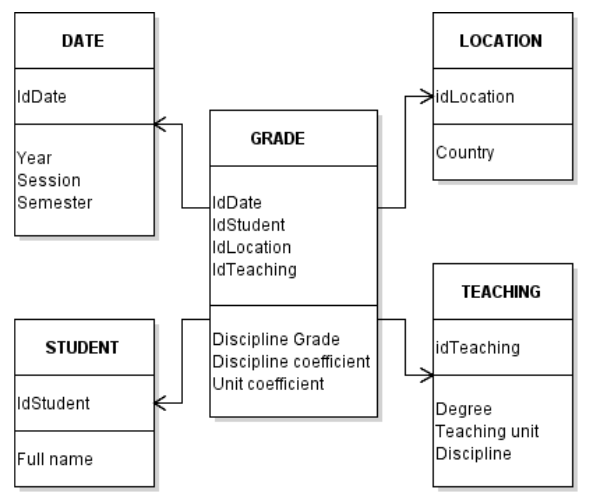 DATE
IdDate
Year
Session
Semester
LOCATION
idLocation
Country
GRADE
IdDate
IdStudent
IdLocation
IdTeaching
Discipline Grade
Discipline coefficient
Unit coefficient
STUDENT
IdStudent
Full name
TEACHING
idTeaching
Degree
Teaching unit
Discipline